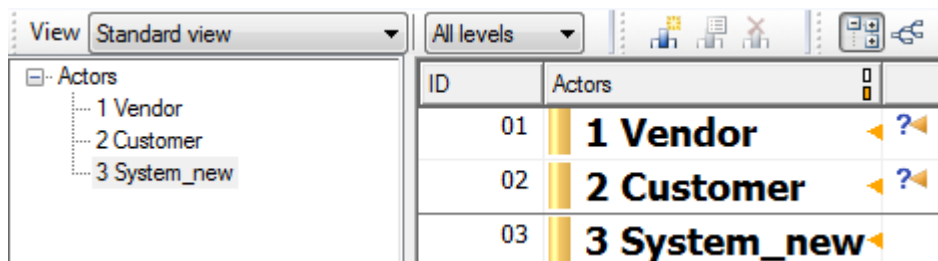 View Standard view All levels
Actors
1 Vendor
2 Customer
3 System_new
ID Actors
01 1 Vendor ?
02 2 Customer ?
03 3 System_new